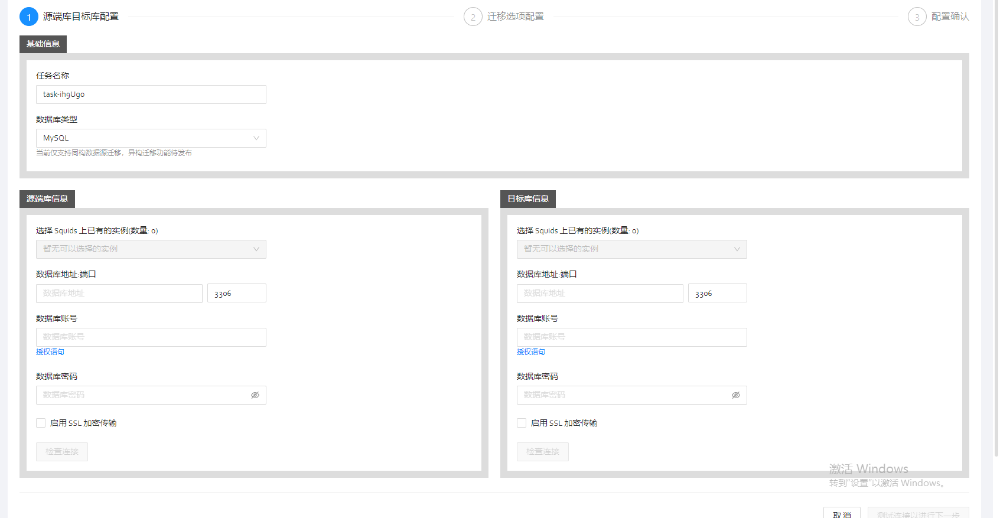 1 源端库目标库配置
2 迁移选项配置
3 配置确认
基础信息
任务名称
task-ih9Ug0
数据库类型
MySQL
当前仅支持同构数据源迁移，异构迁移功能待发布
源端库信息
选择 Squids 上已有的实例(数量: 0)
暂无可以选择的实例
数据库地址:端口
数据库地址
3306
数据库账号
数据库账号
授权语句
数据库密码
数据库密码
启用 SSL 加密传输
检查连接
目标库信息
选择 Squids 上已有的实例(数量: 0)
暂无可以选择的实例
数据库地址:端口
数据库地址
3306
数据库账号
数据库账号
授权语句
数据库密码
数据库密码
启用 SSL 加密传输
检查连接
激活 Windows
转到"设置"以激活 Windows。
取消
测试连接以进行下一步